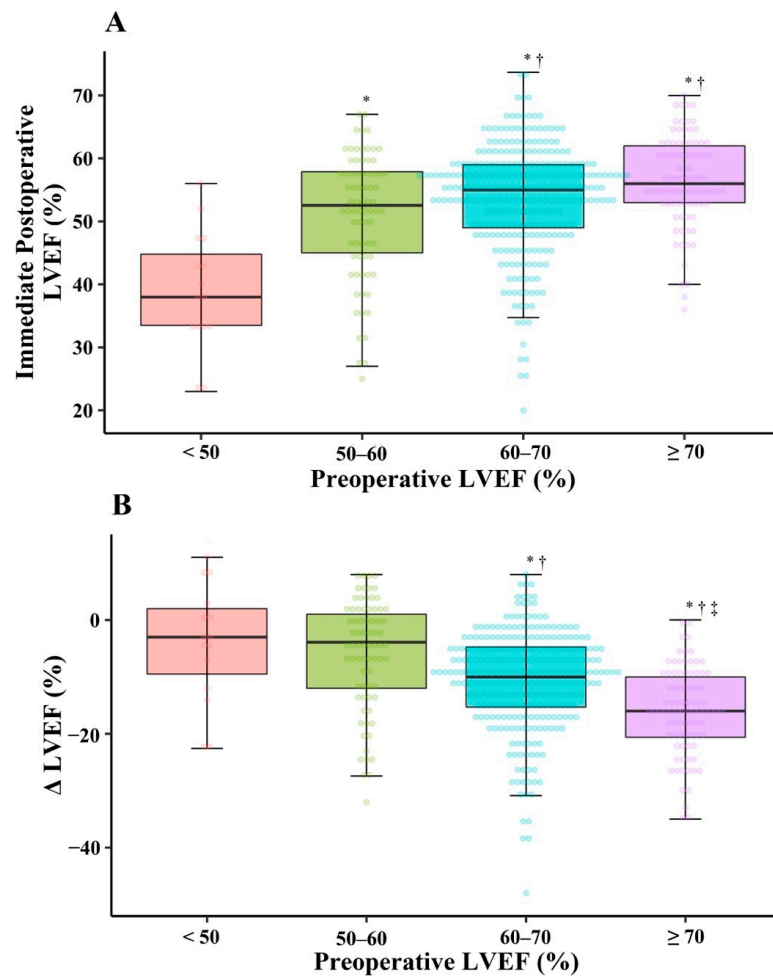 A
Immediate Postoperative
LVEF (%)
70
60
50
40
30
20
*
* †
* †
< 50
50–60
60–70
≥ 70
Preoperative LVEF (%)
B
Δ LVEF (%)
0
−20
−40
* †
* † ‡
< 50
50–60
60–70
≥ 70
Preoperative LVEF (%)